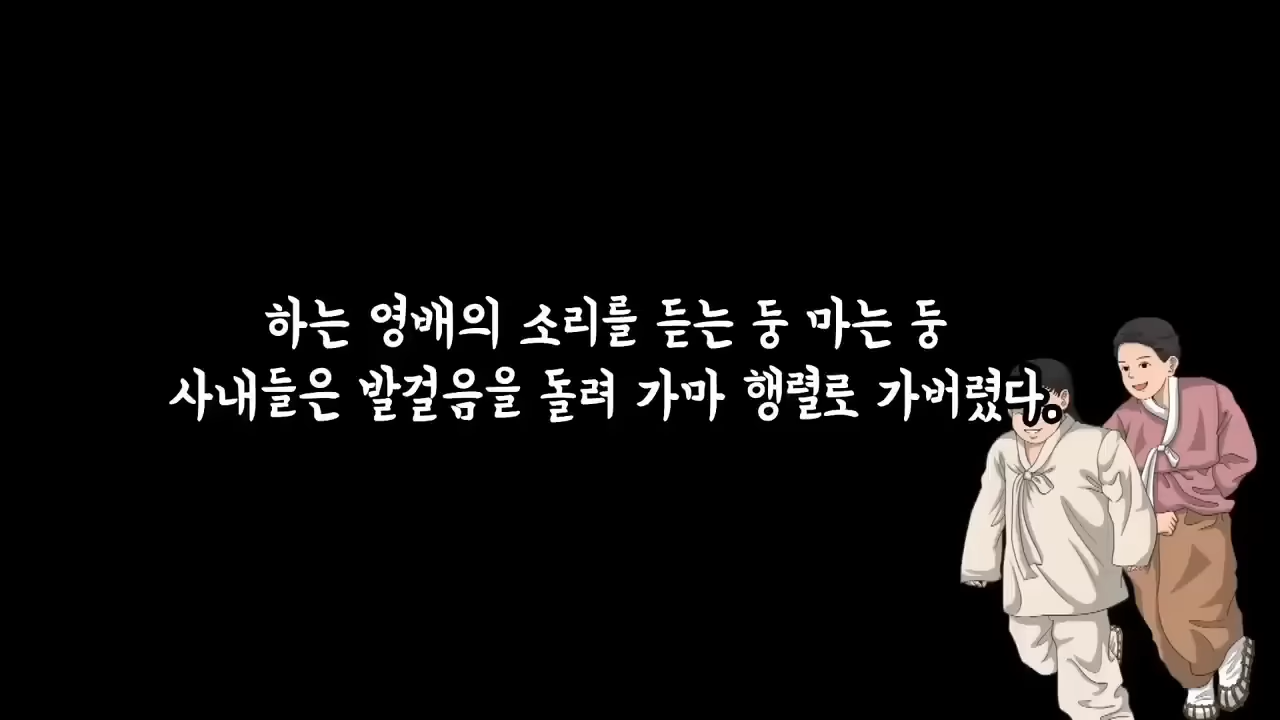 하는 영배의 소리를 듣는 둥 마는 둥
사내들은 발걸음을 돌려 가마 행렬로 가버렸다.